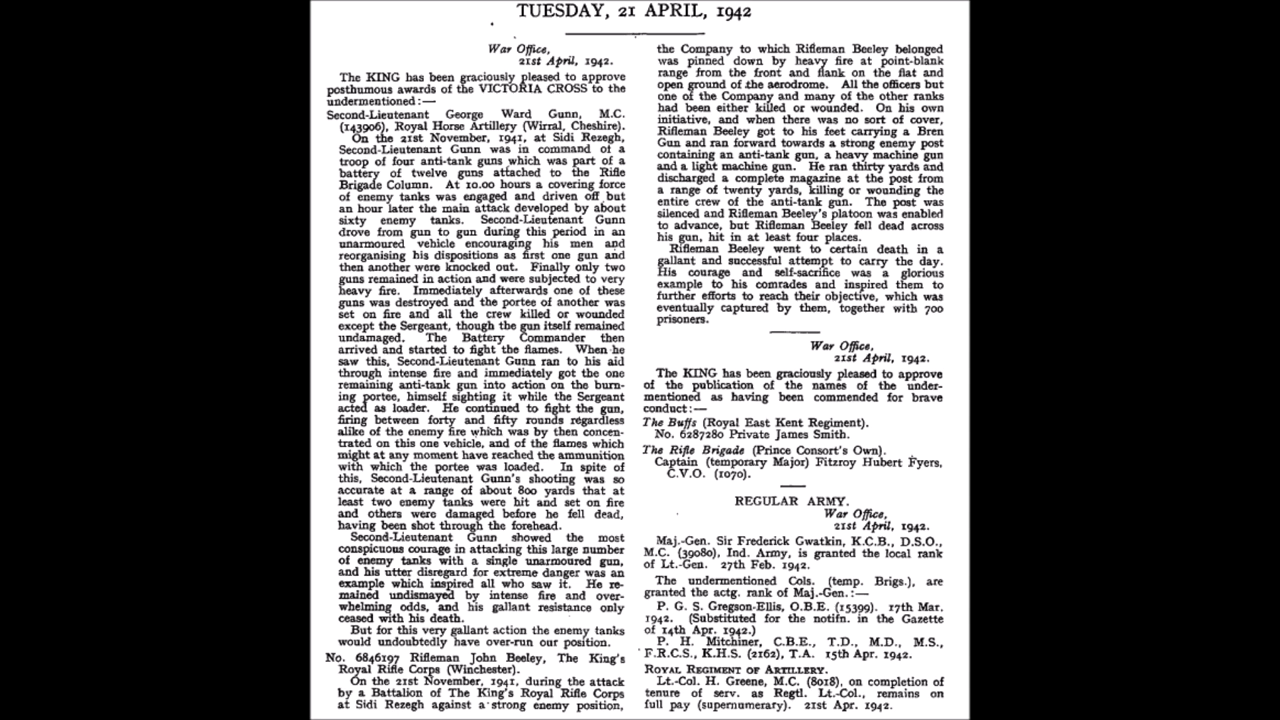 TUESDAY, 21 APRIL, 1942
War Office,
21st April, 1942.
The KING has been graciously pleased to approve
posthumous awards of the VICTORIA CROSS to the
undermentioned:—
Second-Lieutenant George Ward Gunn, M.C.
(143906), Royal Horse Artillery (Wirral, Cheshire).
On the 21st November, 1941, at Sidi Rezegh,
Second-Lieutenant Gunn was in command of a
troop of four anti-tank guns which was part of a
battery of twelve guns attached to the Rifle
Brigade Column. At 10.00 hours a covering force
of enemy tanks was engaged and driven off but
an hour later the main attack developed by about
sixty enemy tanks. Second-Lieutenant Gunn
drove from gun to gun during this period in an
unarmoured vehicle encouraging his men and
reorganising his dispositions as first one gun and
then another were knocked out. Finally only two
guns remained in action and were subjected to very
heavy fire. Immediately afterwards one of these
guns was destroyed and the portee of another was
set on fire and all the crew killed or wounded
except the Sergeant, though the gun itself remained
undamaged. The Battery Commander then
arrived and started to fight the flames. When he
saw this, Second-Lieutenant Gunn ran to his aid
through intense fire and immediately got the one
remaining anti-tank gun into action on the burn-
ing portee, himself sighting it while the Sergeant
acted as loader. He continued to fight the gun,
firing between forty and fifty rounds regardless
alike of the enemy fire which was by then concen-
trated on this one vehicle, and of the flames which
might at any moment have reached the ammunition
with which the portee was loaded. In spite of
this, Second-Lieutenant Gunn's shooting was so
accurate at a range of about 800 yards that at
least two enemy tanks were hit and set on fire
and others were damaged before he fell dead,
having been shot through the forehead.
Second-Lieutenant Gunn showed the most
conspicuous courage in attacking this large number
of enemy tanks with a single unarmoured gun,
and his utter disregard for extreme danger was an
example which inspired all who saw it. He re-
mained undismayed by intense fire and over-
whelming odds, and his gallant resistance only
ceased with his death.
But for this very gallant action the enemy tanks
would undoubtedly have over-run our position.
No. 6846197 Rifleman John Beeley, The King's
Royal Rifle Corps (Winchester).
On the 21st November, 1941, during the attack
by a Battalion of The King's Royal Rifle Corps
at Sidi Rezegh against a strong enemy position,
the Company to which Rifleman Beeley belonged
was pinned down by heavy fire at point-blank
range from the front and flank on the flat and
open ground of the aerodrome. All the officers but
one of the Company and many of the other ranks
had been either killed or wounded. On his own
initiative, and when there was no sort of cover,
Rifleman Beeley got to his feet carrying a Bren
Gun and ran forward towards a strong enemy post
containing an anti-tank gun, a heavy machine gun
and a light machine gun. He ran thirty yards and
discharged a complete magazine at the post from
a range of twenty yards, killing or wounding the
entire crew of the anti-tank gun. The post was
silenced and Rifleman Beeley's platoon was enabled
to advance, but Rifleman Beeley fell dead across
his gun, hit in at least four places.
Rifleman Beeley went to certain death in a
gallant and successful attempt to carry the day.
His courage and self-sacrifice was a glorious
example to his comrades and inspired them to
further efforts to reach their objective, which was
eventually captured by them, together with 700
prisoners.
War Office,
21st April, 1942.
The KING has been graciously pleased to approve
of the publication of the names of the under-
mentioned as having been commended for brave
conduct:—
The Buffs (Royal East Kent Regiment).
No. 6287280 Private James Smith.
The Rifle Brigade (Prince Consort's Own).
Captain (temporary Major) Fitzroy Hubert Fyers,
C.V.O. (1070).
REGULAR ARMY.
War Office,
21st April, 1942.
Maj.-Gen. Sir Frederick Gwatkin, K.C.B., D.S.O.,
M.C. (39080), Ind. Army, is granted the local rank
of Lt.-Gen. 27th Feb. 1942.
The undermentioned Cols. (temp. Brigs.), are
granted the actg. rank of Maj.-Gen.:—
P. G. S. Gregson-Ellis, O.B.E. (15399). 17th Mar.
1942. (Substituted for the notifn. in the Gazette
of 14th Apr. 1942.)
P. H. Mitchiner, C.B.E., T.D., M.D., M.S.,
F.R.C.S., K.H.S. (2162), T.A. 15th Apr. 1942.
ROYAL REGIMENT OF ARTILLERY.
Lt.-Col. H. Greene, M.C. (8018), on completion of
tenure of serv. as Regtl. Lt.-Col., remains on
full pay (supernumerary). 21st Apr. 1942.